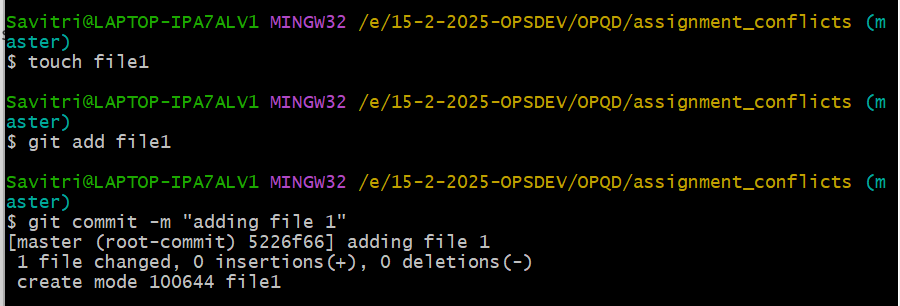 Savitri@LAPTOP-IPA7ALV1 MINGW32 /e/15-2-2025-OPSDEV/OPQD/assignment_conflicts (m
aster)
$ touch file1
Savitri@LAPTOP-IPA7ALV1 MINGW32 /e/15-2-2025-OPSDEV/OPQD/assignment_conflicts (m
aster)
$ git add file1
Savitri@LAPTOP-IPA7ALV1 MINGW32 /e/15-2-2025-OPSDEV/OPQD/assignment_conflicts (m
aster)
$ git commit -m "adding file 1"
[master (root-commit) 5226f66] adding file 1
 1 file changed, 0 insertions(+), 0 deletions(-)
 create mode 100644 file1